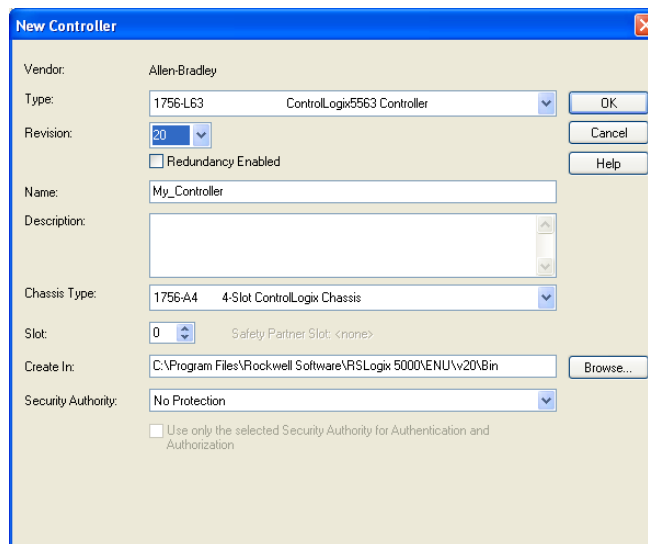 New Controller
Vendor: Allen-Bradley
Type: 1756-L63 ControlLogix5563 Controller OK
Revision: 20 Cancel
Redundancy Enabled Help
Name: My_Controller
Description:
Chassis Type: 1756-A4 4-Slot ControlLogix Chassis
Slot: 0 Safety Partner Slot: <none>
Create In: C:\Program Files\Rockwell Software\RSLogix 5000\ENU\v20\Bin Browse...
Security Authority: No Protection
Use only the selected Security Authority for Authentication and
Authorization